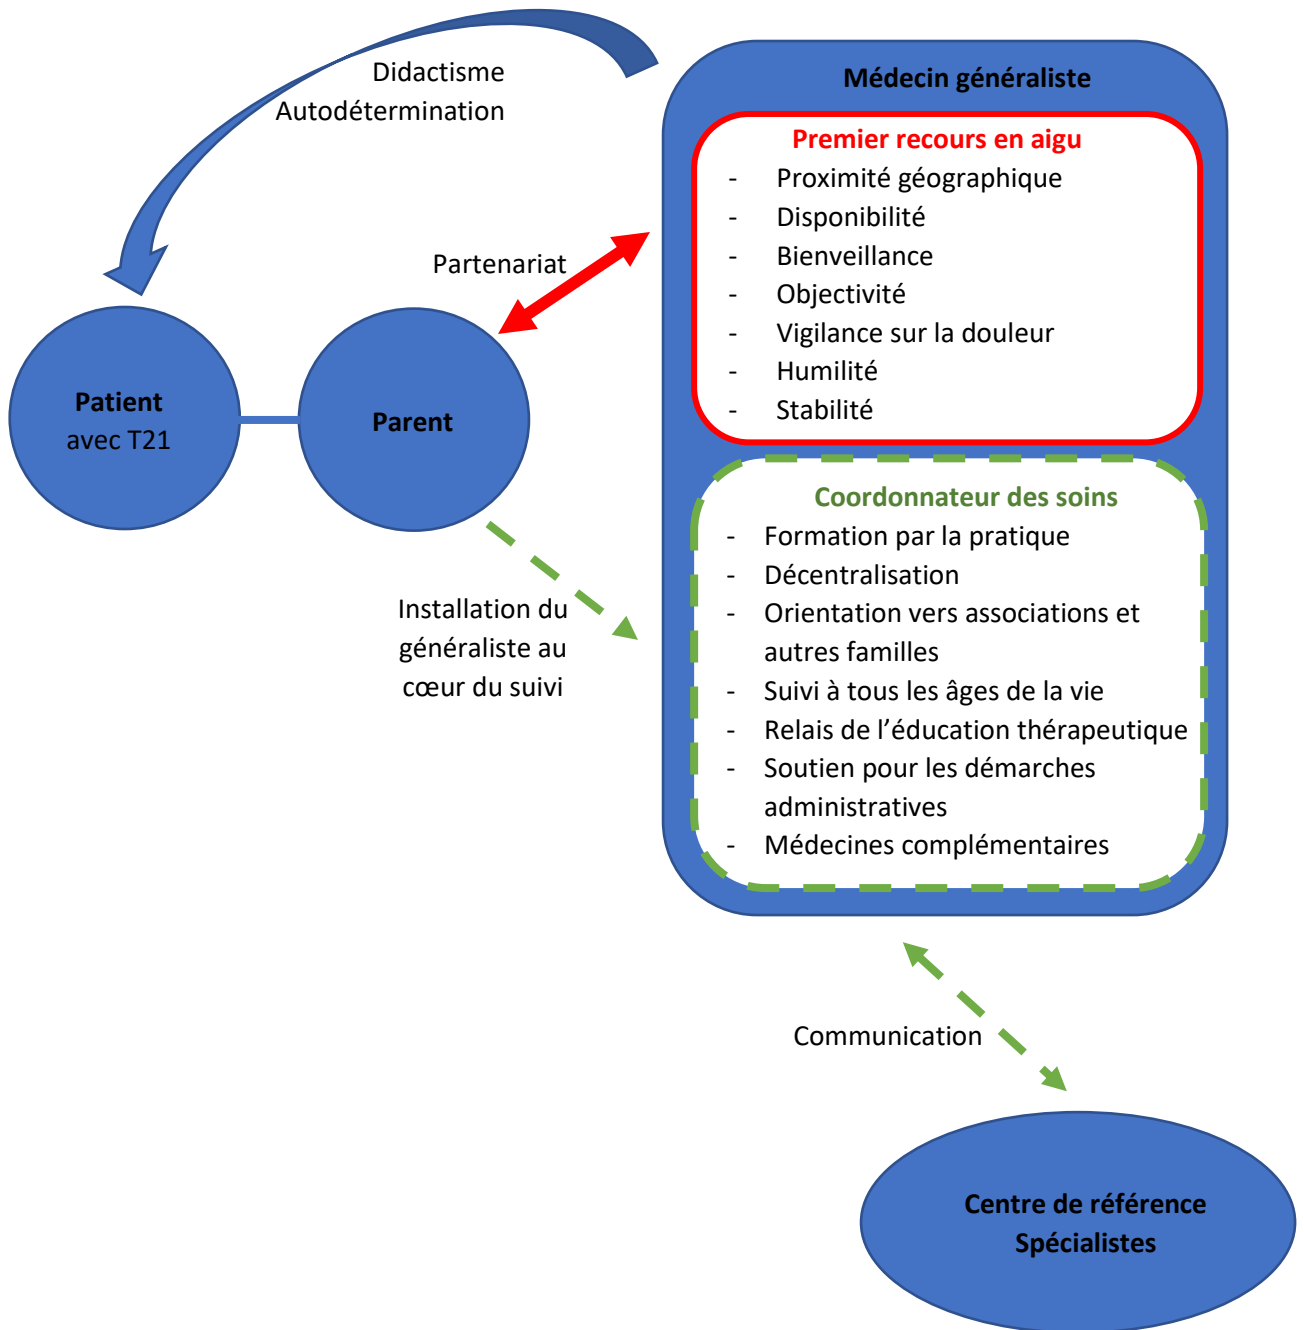 Didactisme
Autodétermination
Médecin généraliste
Premier recours en aigu
- Proximité géographique
- Disponibilité
- Bienveillance
- Objectivité
- Vigilance sur la douleur
- Humilité
- Stabilité
Partenariat
Patient
avec T21
Parent
Coordonnateur des soins
- Formation par la pratique
- Décentralisation
- Orientation vers associations et
autres familles
- Suivi à tous les âges de la vie
- Relais de l’éducation thérapeutique
- Soutien pour les démarches
administratives
- Médecines complémentaires
Installation du
généraliste au
cœur du suivi
Communication
Centre de référence
Spécialistes